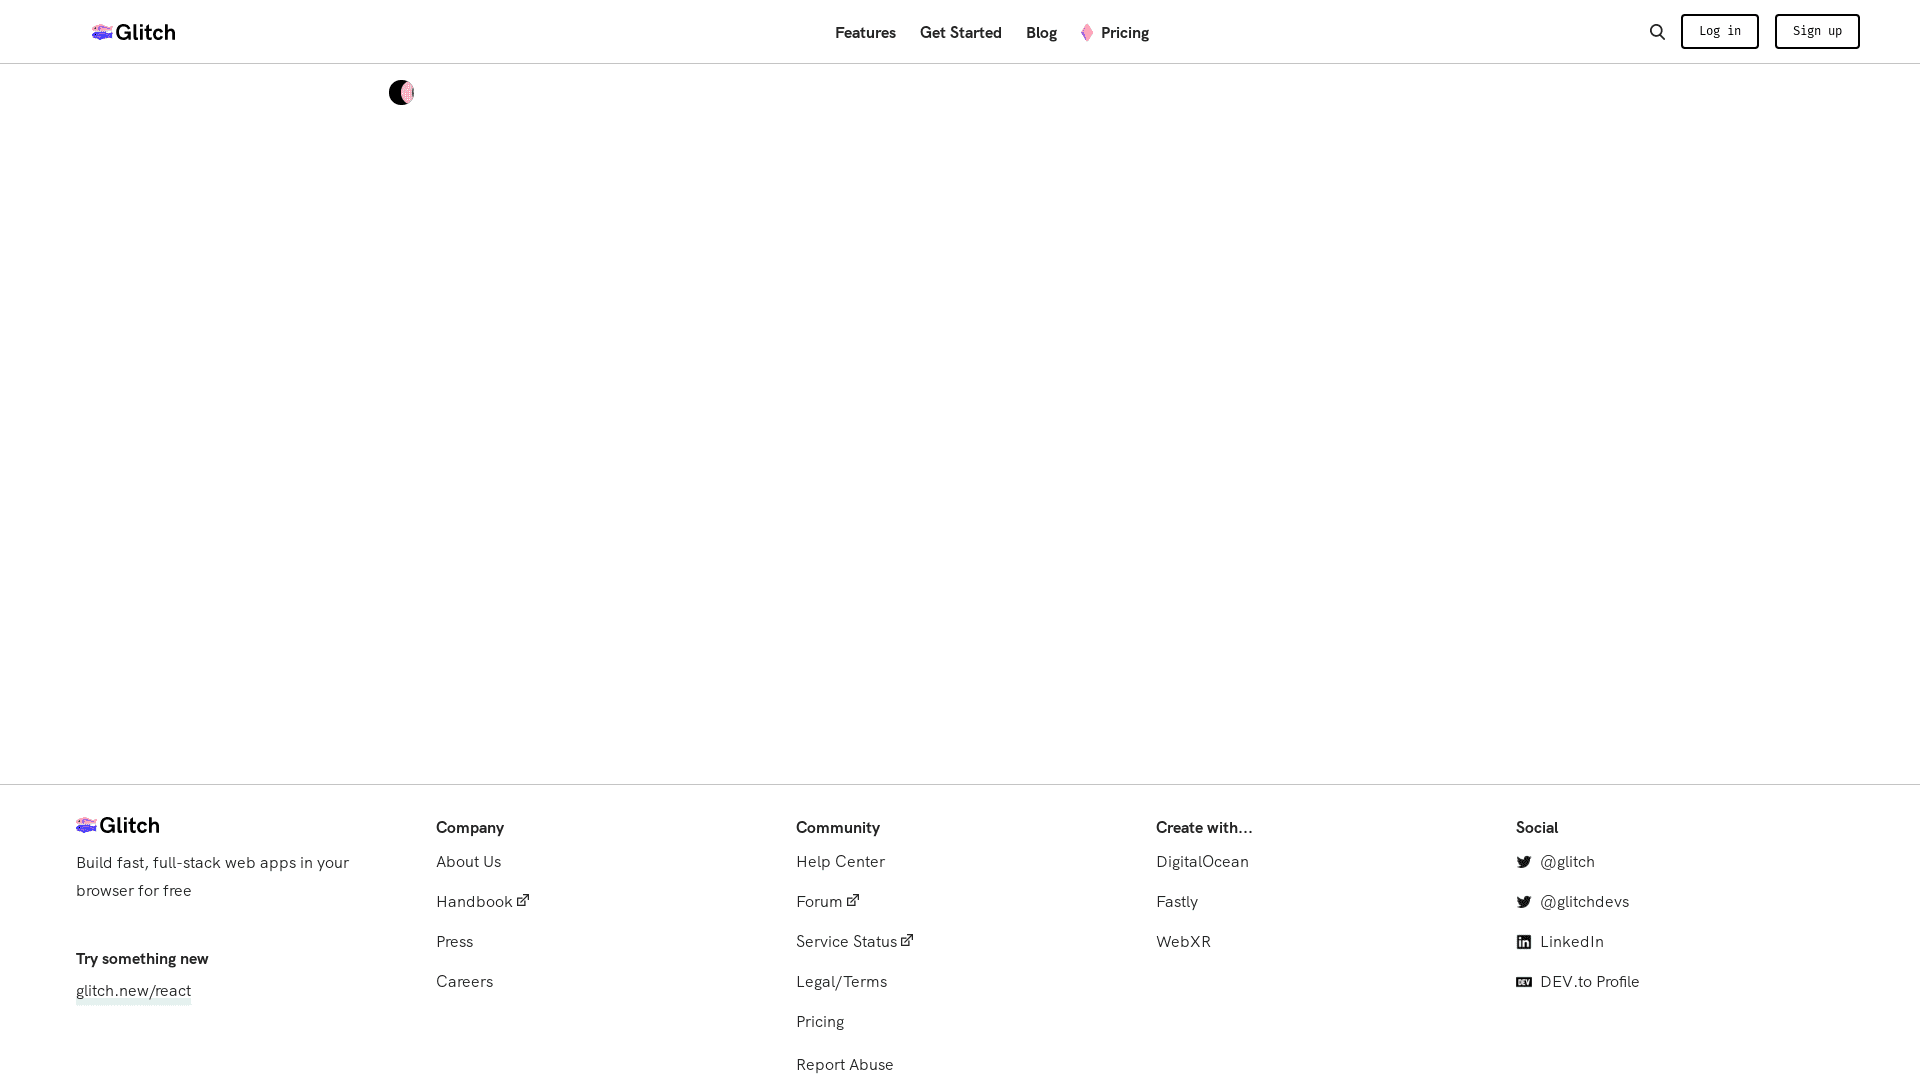 Glitch
Features
Get Started
Blog
Pricing
Log in
Sign up
Glitch
Build fast, full-stack web apps in your
browser for free
Try something new
glitch.new/react
Company
About Us
Handbook
Press
Careers
Community
Help Center
Forum
Service Status
Legal/Terms
Pricing
Report Abuse
Create with...
DigitalOcean
Fastly
WebXR
Social
@glitch
@glitchdevs
LinkedIn
DEV
DEV.to Profile